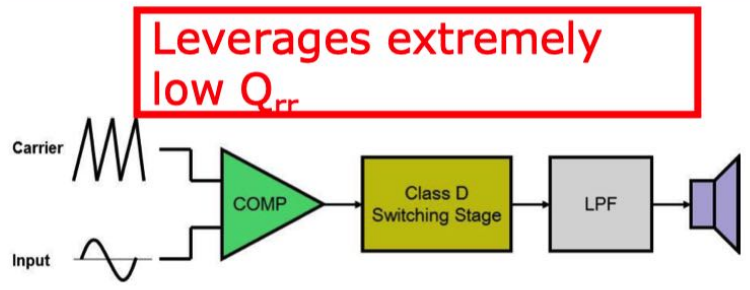 Leverages extremely
low Qrr
Carrier
COMP
Class D
Switching Stage
LPF
Input